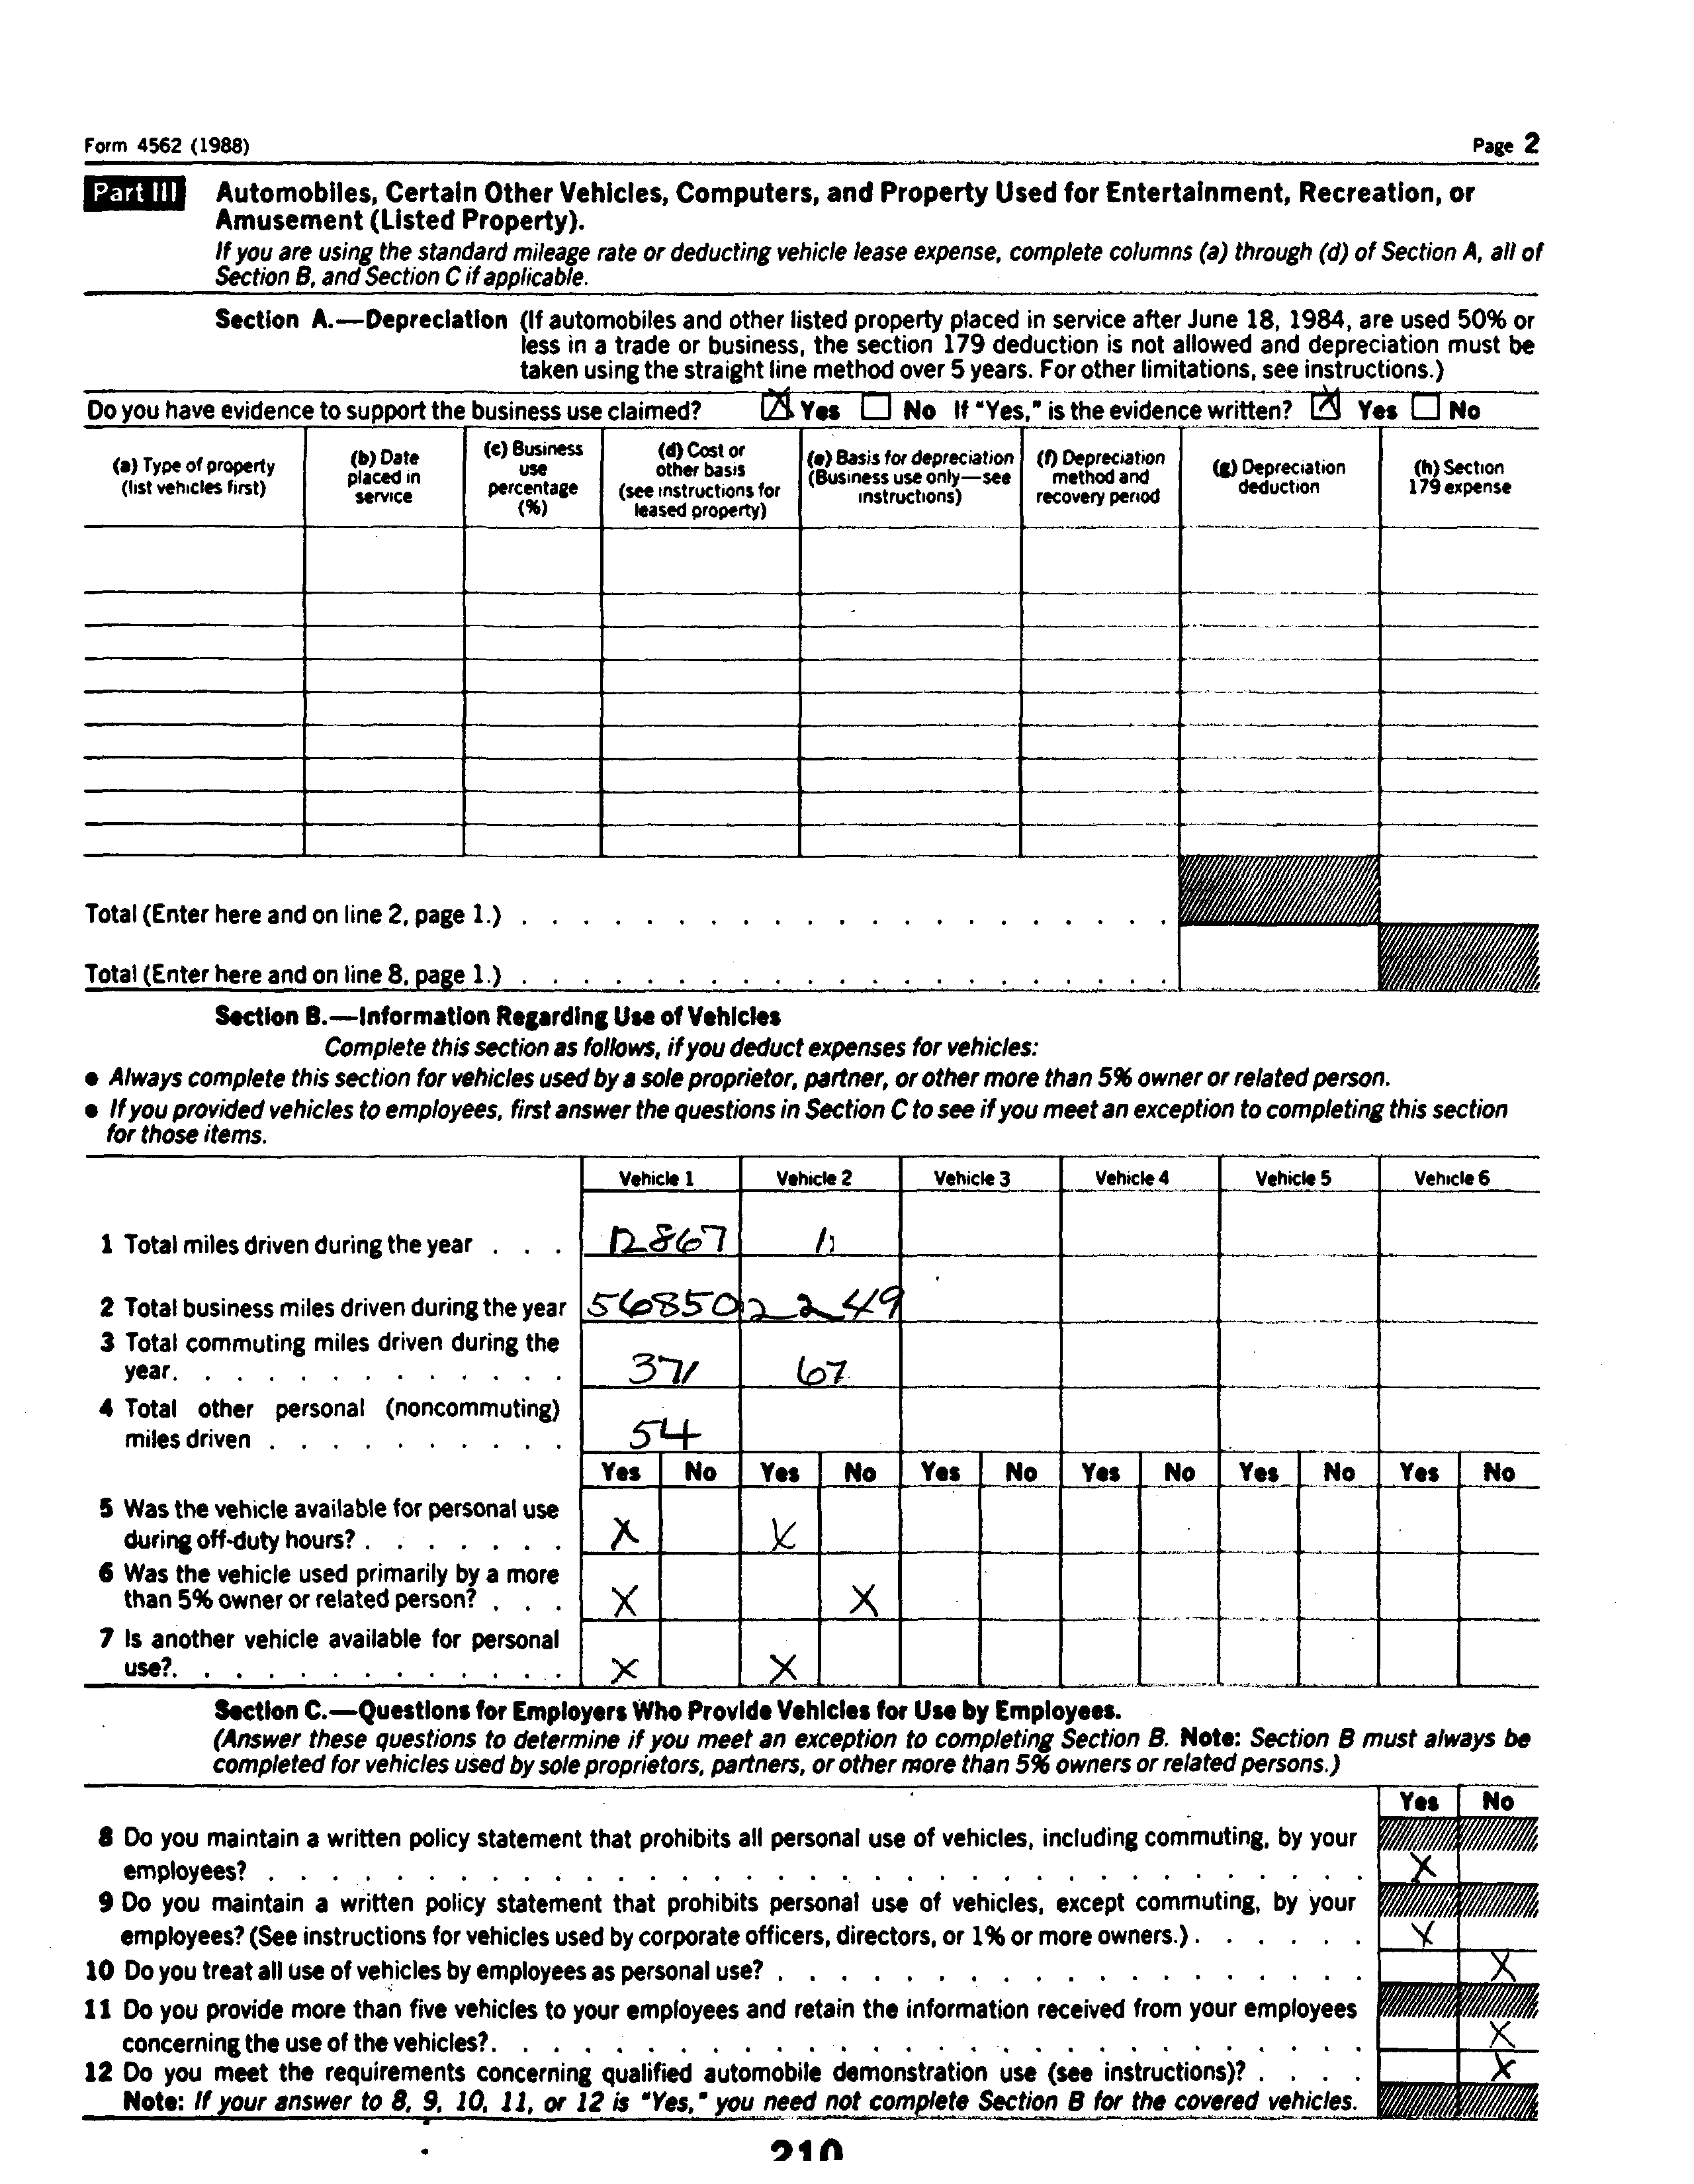 Form 4562 (1988) Page 2
Part III Automobiles, Certain Other Vehicles, Computers, and Property Used for Entertainment, Recreation, or
Amusement (Listed Property).
If you are using the standard mileage rate or deducting vehicle lease expense, complete columns (a) through (d) of Section A, all of
Section B, and Section C if applicable.
Section A.—Depreciation (If automobiles and other listed property placed in service after June 18, 1984, are used 50% or
less in a trade or business, the section 179 deduction is not allowed and depreciation must be
taken using the straight line method over 5 years. For other limitations, see instructions.)
Do you have evidence to support the business use claimed? X Yes No If "Yes," is the evidence written? X Yes No
(a) Type of property
(list vehicles first)
(b) Date
placed in
service
(c) Business
use
percentage
(%)
(d) Cost or
other basis
(see instructions for
leased property)
(e) Basis for depreciation
(Business use only—see
instructions)
(f) Depreciation
method and
recovery period
(g) Depreciation
deduction
(h) Section
179 expense
Total (Enter here and on line 2, page 1.) . . . . . . . . . . . . . . . . . . . . .
Total (Enter here and on line 8, page 1.) . . . . . . . . . . . . . . . . . . . . .
Section B.—Information Regarding Use of Vehicles
Complete this section as follows, if you deduct expenses for vehicles:
● Always complete this section for vehicles used by a sole proprietor, partner, or other more than 5% owner or related person.
● If you provided vehicles to employees, first answer the questions in Section C to see if you meet an exception to completing this section
for those items.
Vehicle 1 Vehicle 2 Vehicle 3 Vehicle 4 Vehicle 5 Vehicle 6
1 Total miles driven during the year . . . 12867
2 Total business miles driven during the year 56850 2249
3 Total commuting miles driven during the
year. . . . . . . . . . . . . 371 67
4 Total other personal (noncommuting)
miles driven . . . . . . . . . . 54
Yes No Yes No Yes No Yes No Yes No Yes No
5 Was the vehicle available for personal use
during off-duty hours? . . . . . . . X X
6 Was the vehicle used primarily by a more
than 5% owner or related person? . . . X X
7 Is another vehicle available for personal
use?. . . . . . . . . . . . . X X
Section C.—Questions for Employers Who Provide Vehicles for Use by Employees.
(Answer these questions to determine if you meet an exception to completing Section B. Note: Section B must always be
completed for vehicles used by sole proprietors, partners, or other more than 5% owners or related persons.)
Yes No
8 Do you maintain a written policy statement that prohibits all personal use of vehicles, including commuting, by your
employees? . . . . . . . . . . . . . . . . . . . . . . . . . . . . . . . . . . . X
9 Do you maintain a written policy statement that prohibits personal use of vehicles, except commuting, by your
employees? (See instructions for vehicles used by corporate officers, directors, or 1% or more owners.) . . . . . . X
10 Do you treat all use of vehicles by employees as personal use? . . . . . . . . . . . . . . . . . . . X
11 Do you provide more than five vehicles to your employees and retain the information received from your employees
concerning the use of the vehicles?. . . . . . . . . . . . . . . . . . . . . . . . . . . . X
12 Do you meet the requirements concerning qualified automobile demonstration use (see instructions)? . . . . X
Note: If your answer to 8, 9, 10, 11, or 12 is "Yes," you need not complete Section B for the covered vehicles.
210